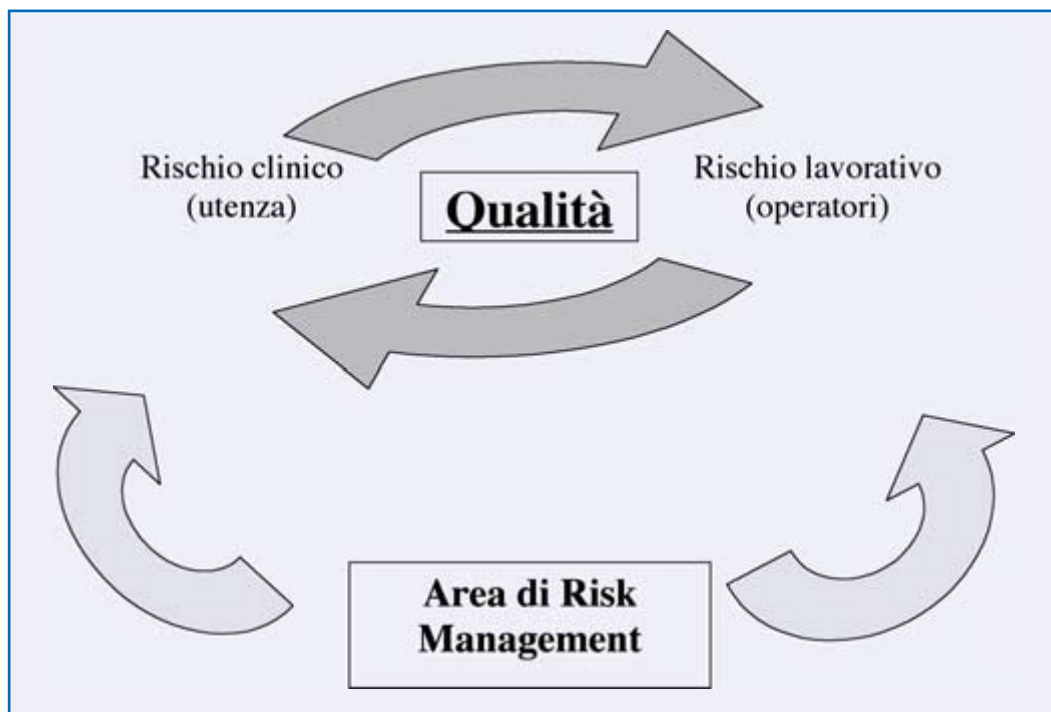 Rischio clinico
(utenza)
Qualità
Rischio lavorativo
(operatori)
Area di Risk
Management